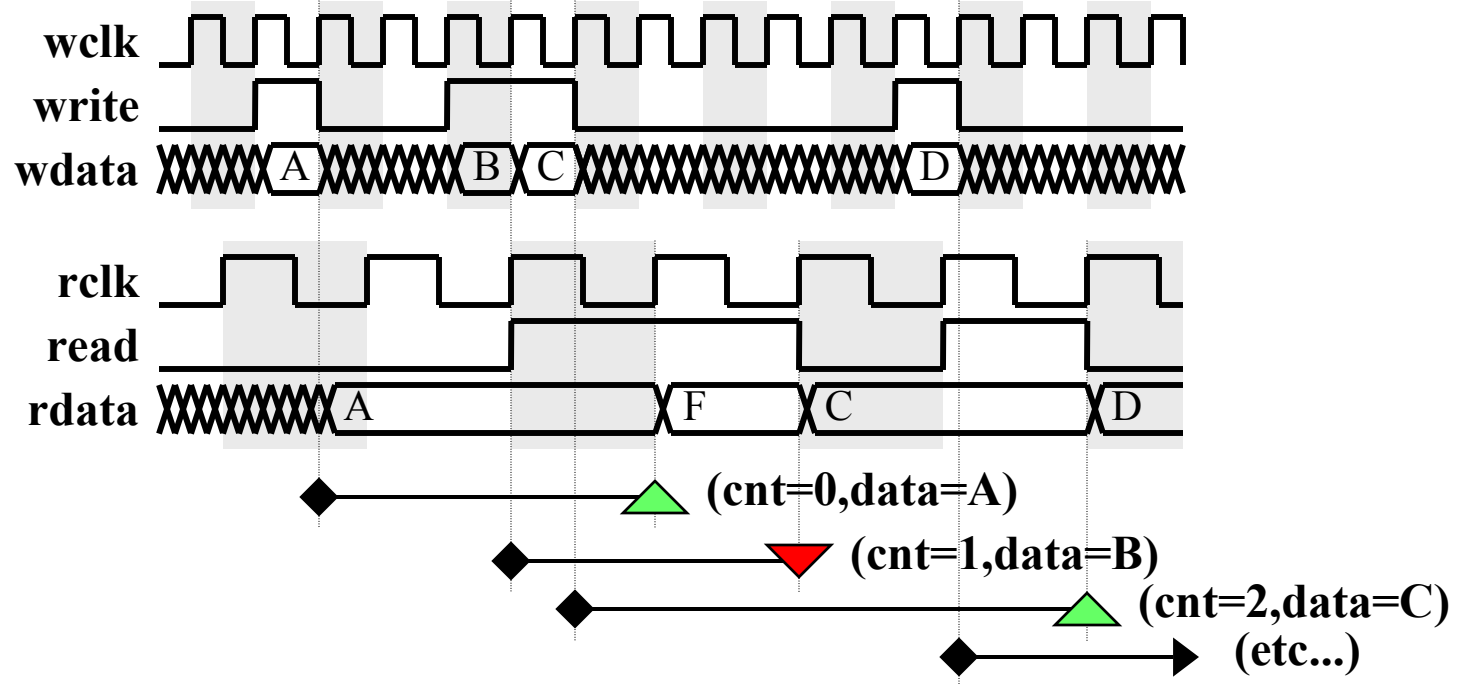 wclk
write
wdata A B C D
rclk
read
rdata A F C D
(cnt=0,data=A)
(cnt=1,data=B)
(cnt=2,data=C)
(etc...)